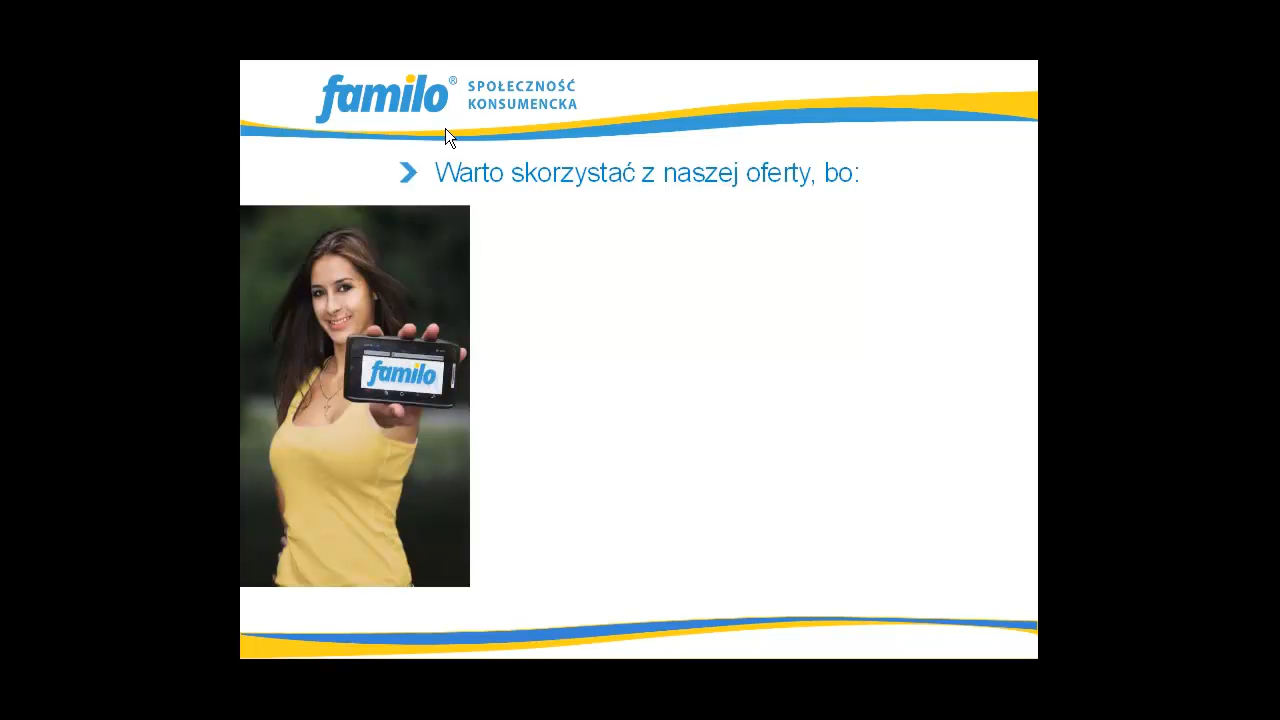 familo®
SPOŁECZNOŚĆ
KONSUMENCKA
Warto skorzystać z naszej oferty, bo:
familo